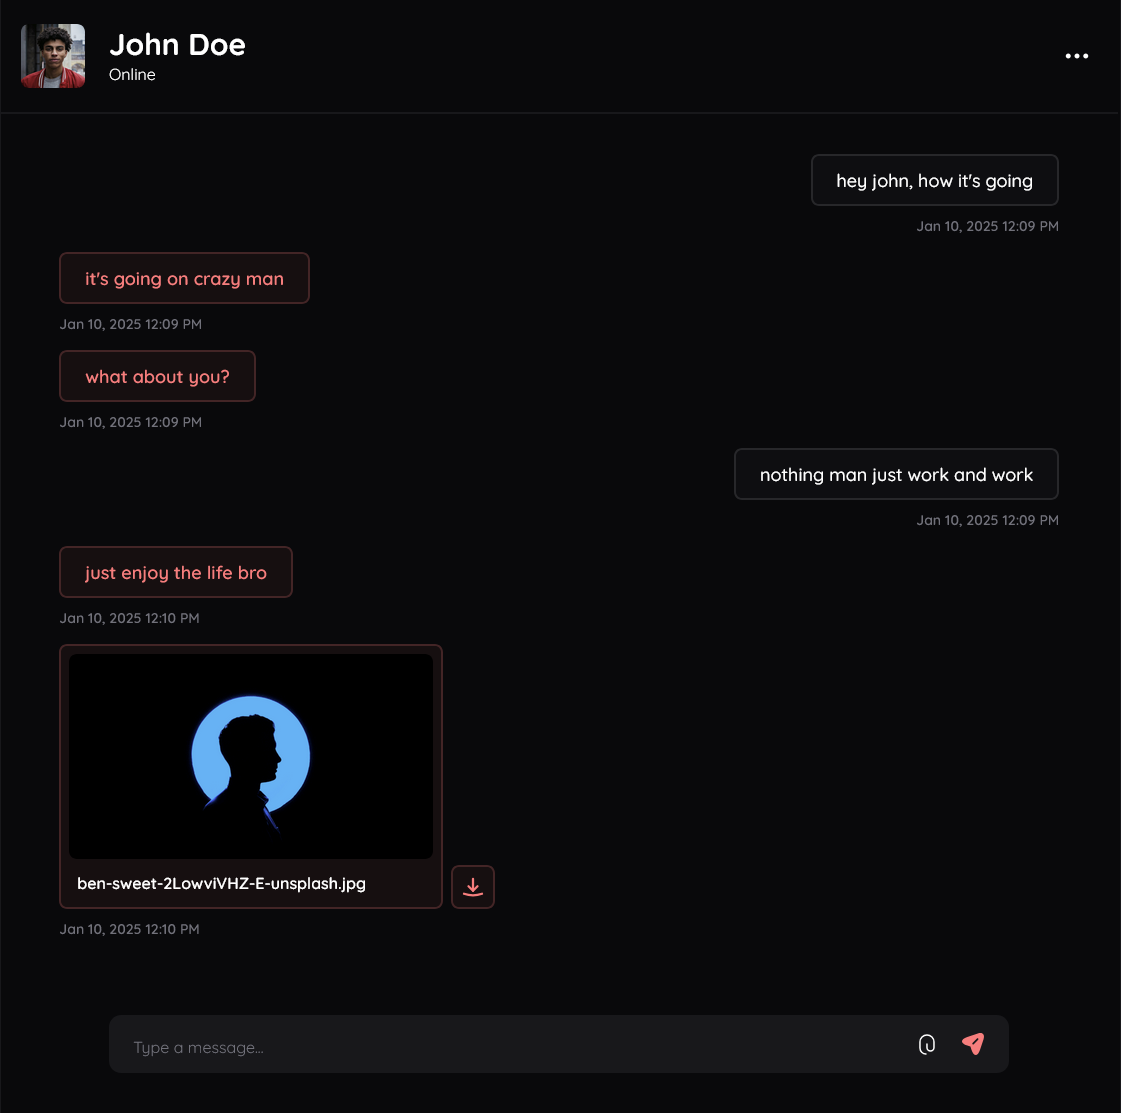 John Doe
Online
hey john, how it's going
Jan 10, 2025 12:09 PM
it's going on crazy man
Jan 10, 2025 12:09 PM
what about you?
Jan 10, 2025 12:09 PM
nothing man just work and work
Jan 10, 2025 12:09 PM
just enjoy the life bro
Jan 10, 2025 12:10 PM
ben-sweet-2LowviVHZ-E-unsplash.jpg
Jan 10, 2025 12:10 PM
Type a message...